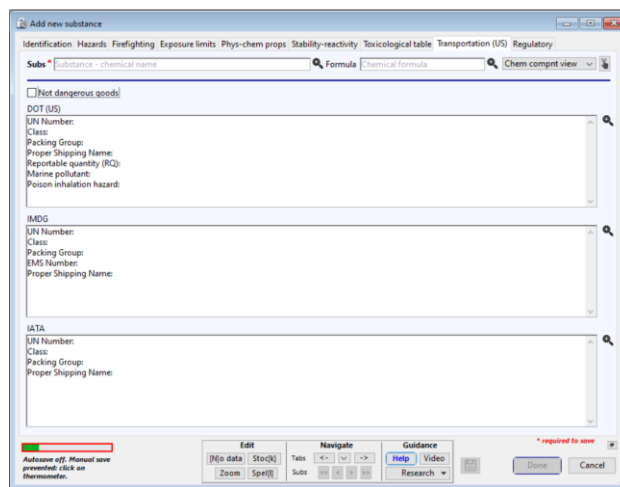 Add new substance
Identification Hazards Firefighting Exposure limits Phys-chem props Stability-reactivity Toxicological table Transportation (US) Regulatory
Subs * Substance - chemical name Formula Chemical formula Chem compnt view
Not dangerous goods
DOT (US)
UN Number:
Class:
Packing Group:
Proper Shipping Name:
Reportable quantity (RQ):
Marine pollutant:
Poison inhalation hazard:
IMDG
UN Number:
Class:
Packing Group:
EMS Number:
Proper Shipping Name:
IATA
UN Number:
Class:
Packing Group:
Proper Shipping Name:
Edit Navigate Guidance * required to save #
[N]o data Stoc[k] Tabs <- -> Help Video
Zoom Spel[l] Subs << < > >> Research Done Cancel
Autosave off. Manual save
prevented: click on
thermometer.